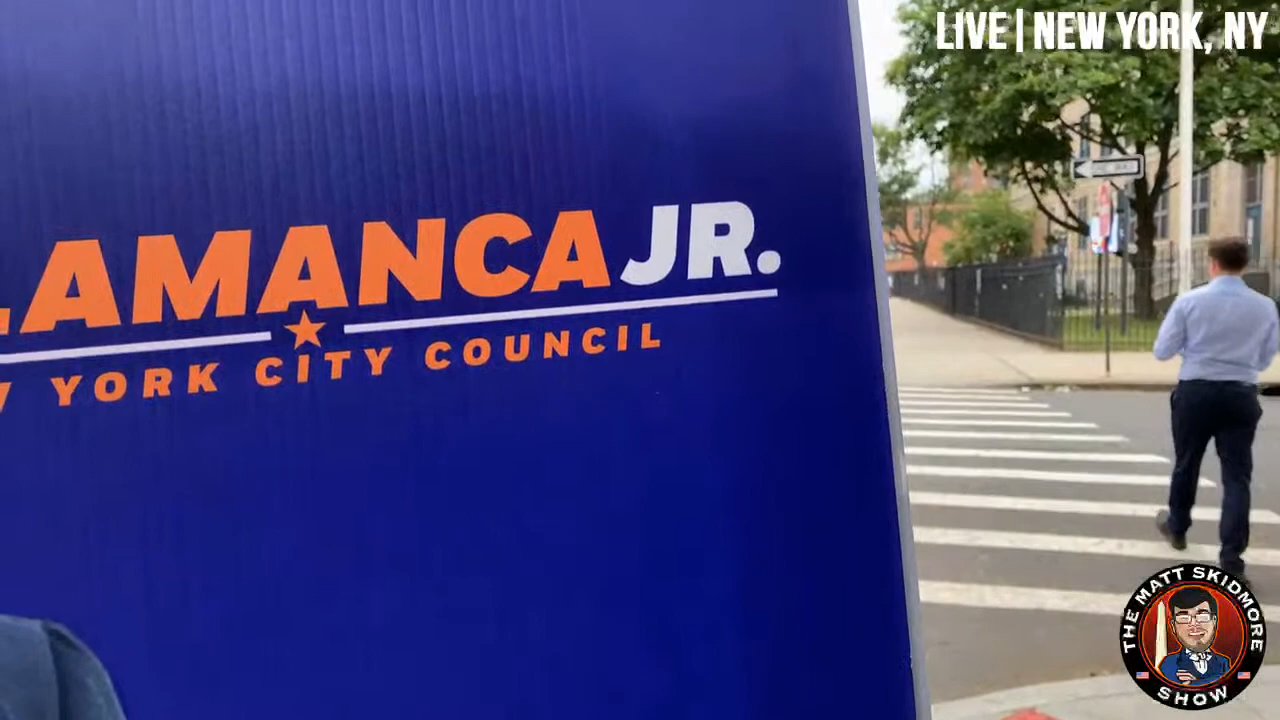 LIVE | NEW YORK, NY
LAMANCA JR.
YORK CITY COUNCIL
THE MATT SKIDMORE
SHOW